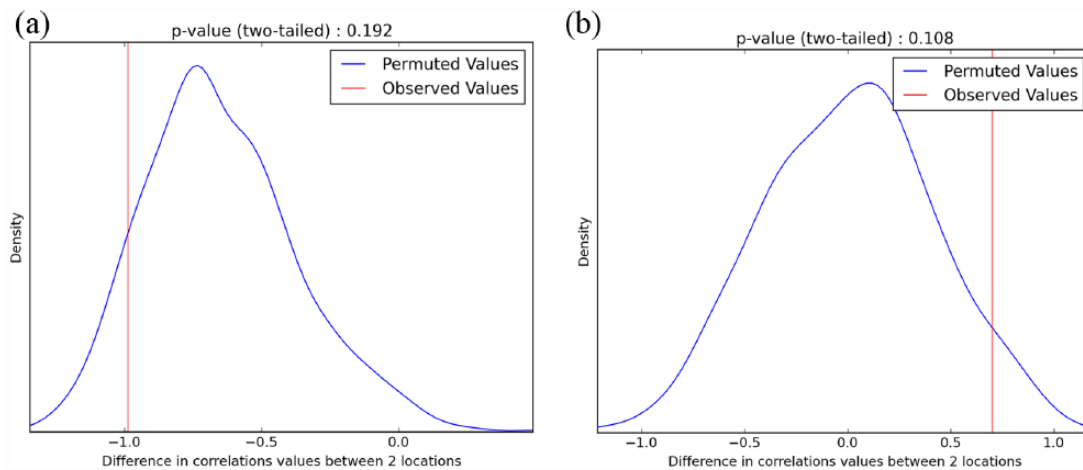 (a)
p-value (two-tailed) : 0.192
Permuted Values
Observed Values
Density
−1.0 −0.5 0.0
Difference in correlations values between 2 locations
(b)
p-value (two-tailed) : 0.108
Permuted Values
Observed Values
Density
−1.0 −0.5 0.0 0.5 1.0
Difference in correlations values between 2 locations